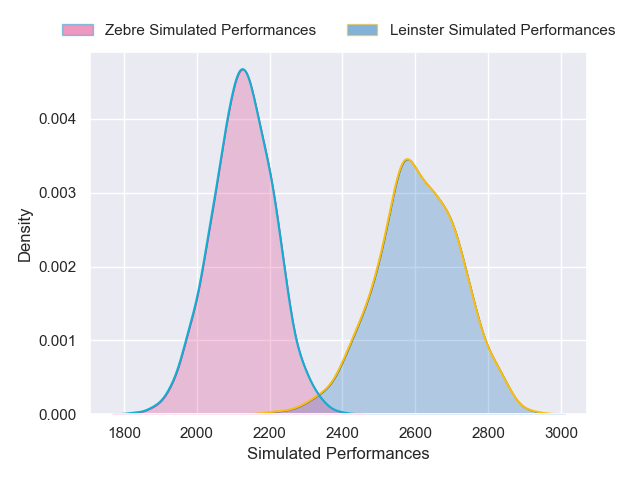 Zebre Simulated Performances
Leinster Simulated Performances
0.004
0.003
0.002
0.001
0.000
Density
1800 2000 2200 2400 2600 2800 3000
Simulated Performances